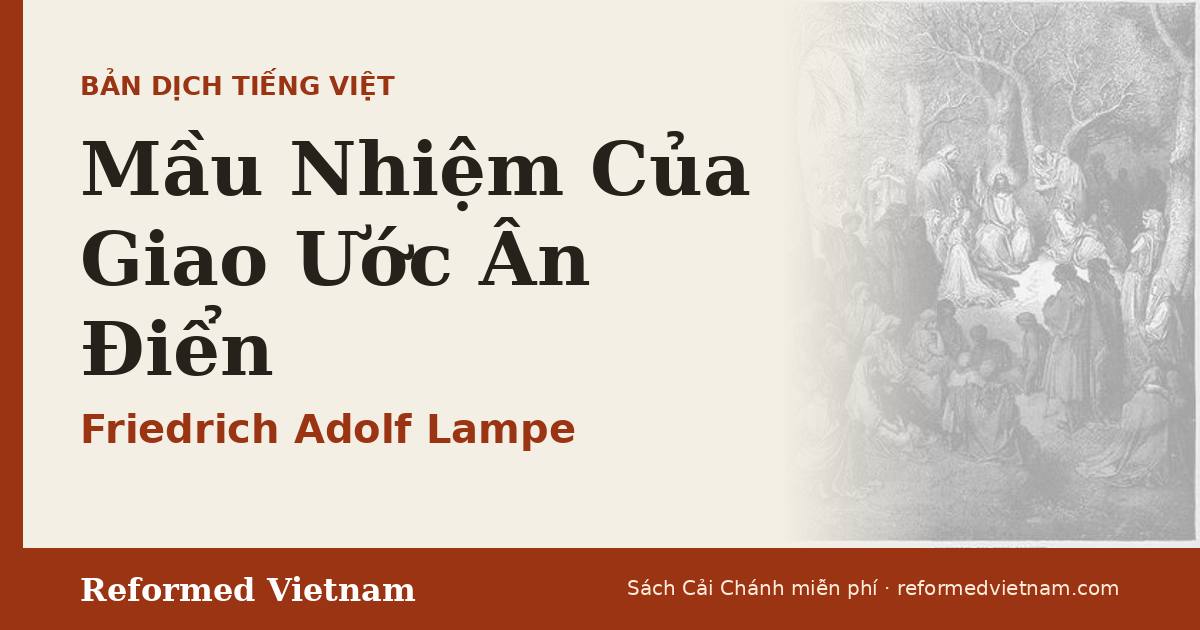 BẢN DỊCH TIẾNG VIỆT
Mầu Nhiệm Của
Giao Ước Ân
Điển
Friedrich Adolf Lampe
Reformed Vietnam
Sách Cải Chánh miễn phí · reformedvietnam.com